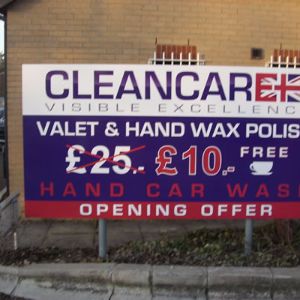 CLEANCAR
VISIBLE EXCELLENC
VALET & HAND WAX POLIS
£25.. £10.- FREE
HAND CAR WAS
OPENING OFFER